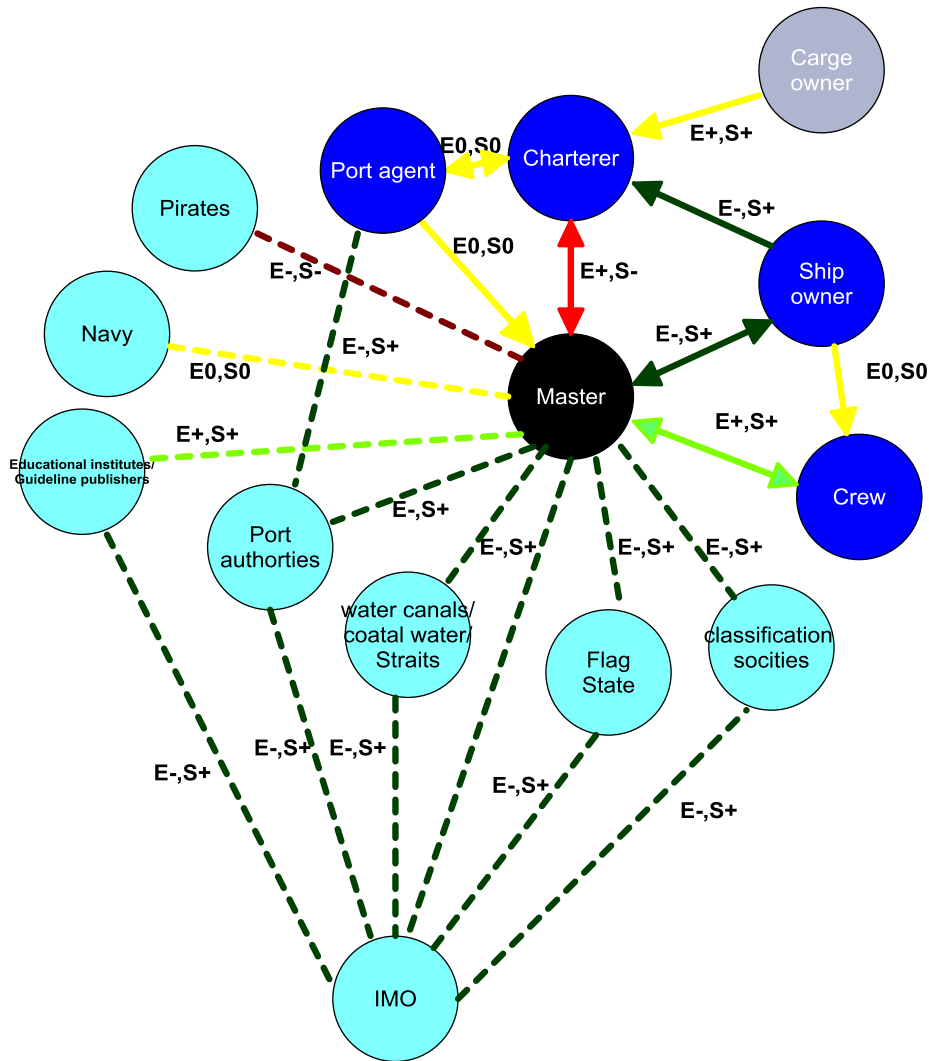 Carge
owner
E+,S+
Charterer
E0,S0
Port agent
Pirates
E-,S+
E0,S0
E-,S-
E+,S-
Ship
owner
Navy
E-,S+
E-,S+
E0,S0
E0,S0
Master
E+,S+
E+,S+
Educational institutes/
Guideline publishers
Crew
E-,S+
Port
authorties
E-,S+
E-,S+
E-,S+
water canals/
coatal water/
Straits
classification
socities
Flag
State
E-,S+
E-,S+
E-,S+
E-,S+
E-,S+
IMO